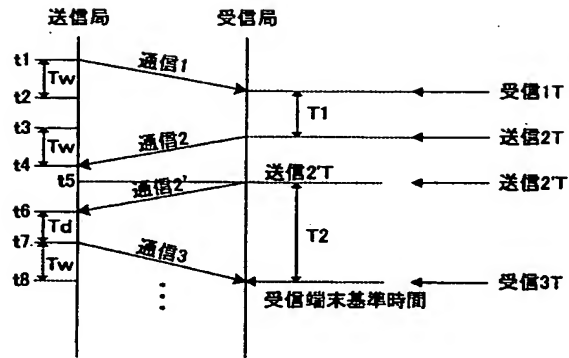 送信局 受信局
t1 Tw 通信1
t2 T1 受信1T
t3 Tw 通信2 送信2T
t4
t5 通信2' 送信2'T 送信2'T
t6 Td
t7 通信3 T2
Tw
t8 受信3T
受信端末基準時間